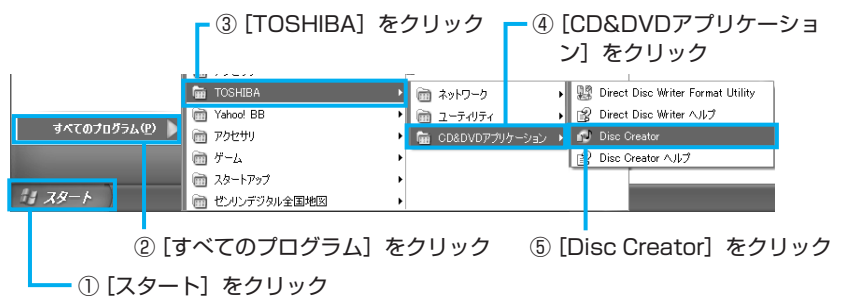 ③ [TOSHIBA] をクリック
④ [CD&DVDアプリケーショ
ン] をクリック
TOSHIBA
Yahoo! BB
アクセサリ
ゲーム
スタートアップ
ゼンリンデジタル全国地図
ネットワーク
ユーティリティ
CD&DVDアプリケーション
Direct Disc Writer Format Utility
Direct Disc Writer ヘルプ
Disc Creator
Disc Creator ヘルプ
すべてのプログラム(P)
スタート
② [すべてのプログラム] をクリック
⑤ [Disc Creator] をクリック
① [スタート] をクリック